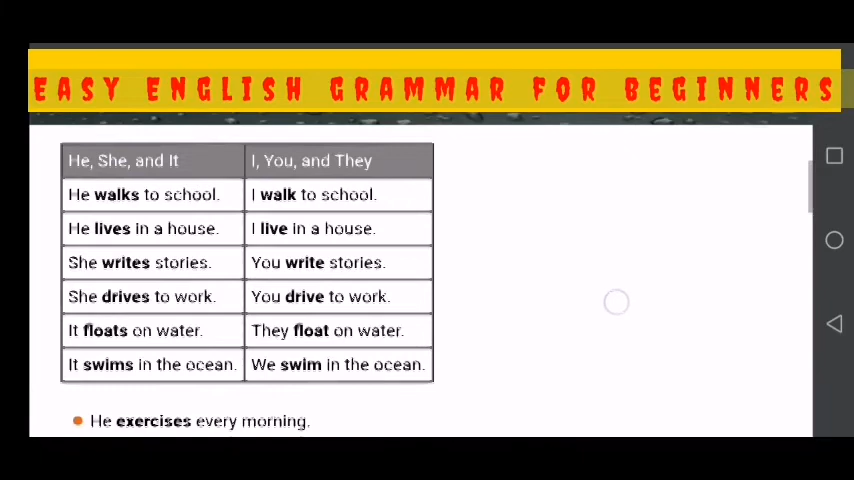 EASY ENGLISH GRAMMAR FOR BEGINNERS
He, She, and It I, You, and They
He walks to school. I walk to school.
He lives in a house. I live in a house.
She writes stories. You write stories.
She drives to work. You drive to work.
It floats on water. They float on water.
It swims in the ocean. We swim in the ocean.
He exercises every morning.